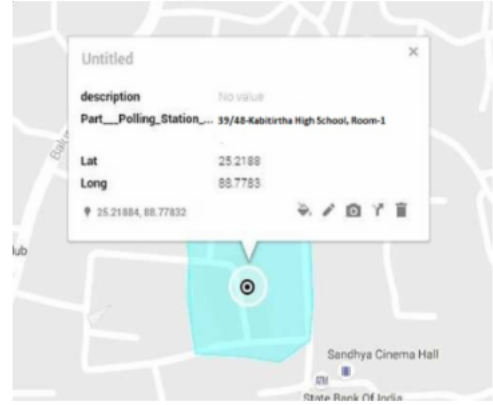 Untitled
×
description No value
Part__Polling_Station_... 39/48-Kabitirtha High School, Room-1
Lat 25.2188
Long 88.7783
25.21884, 88.77832
lub
Sandhya Cinema Hall
ATM
State Bank Of India